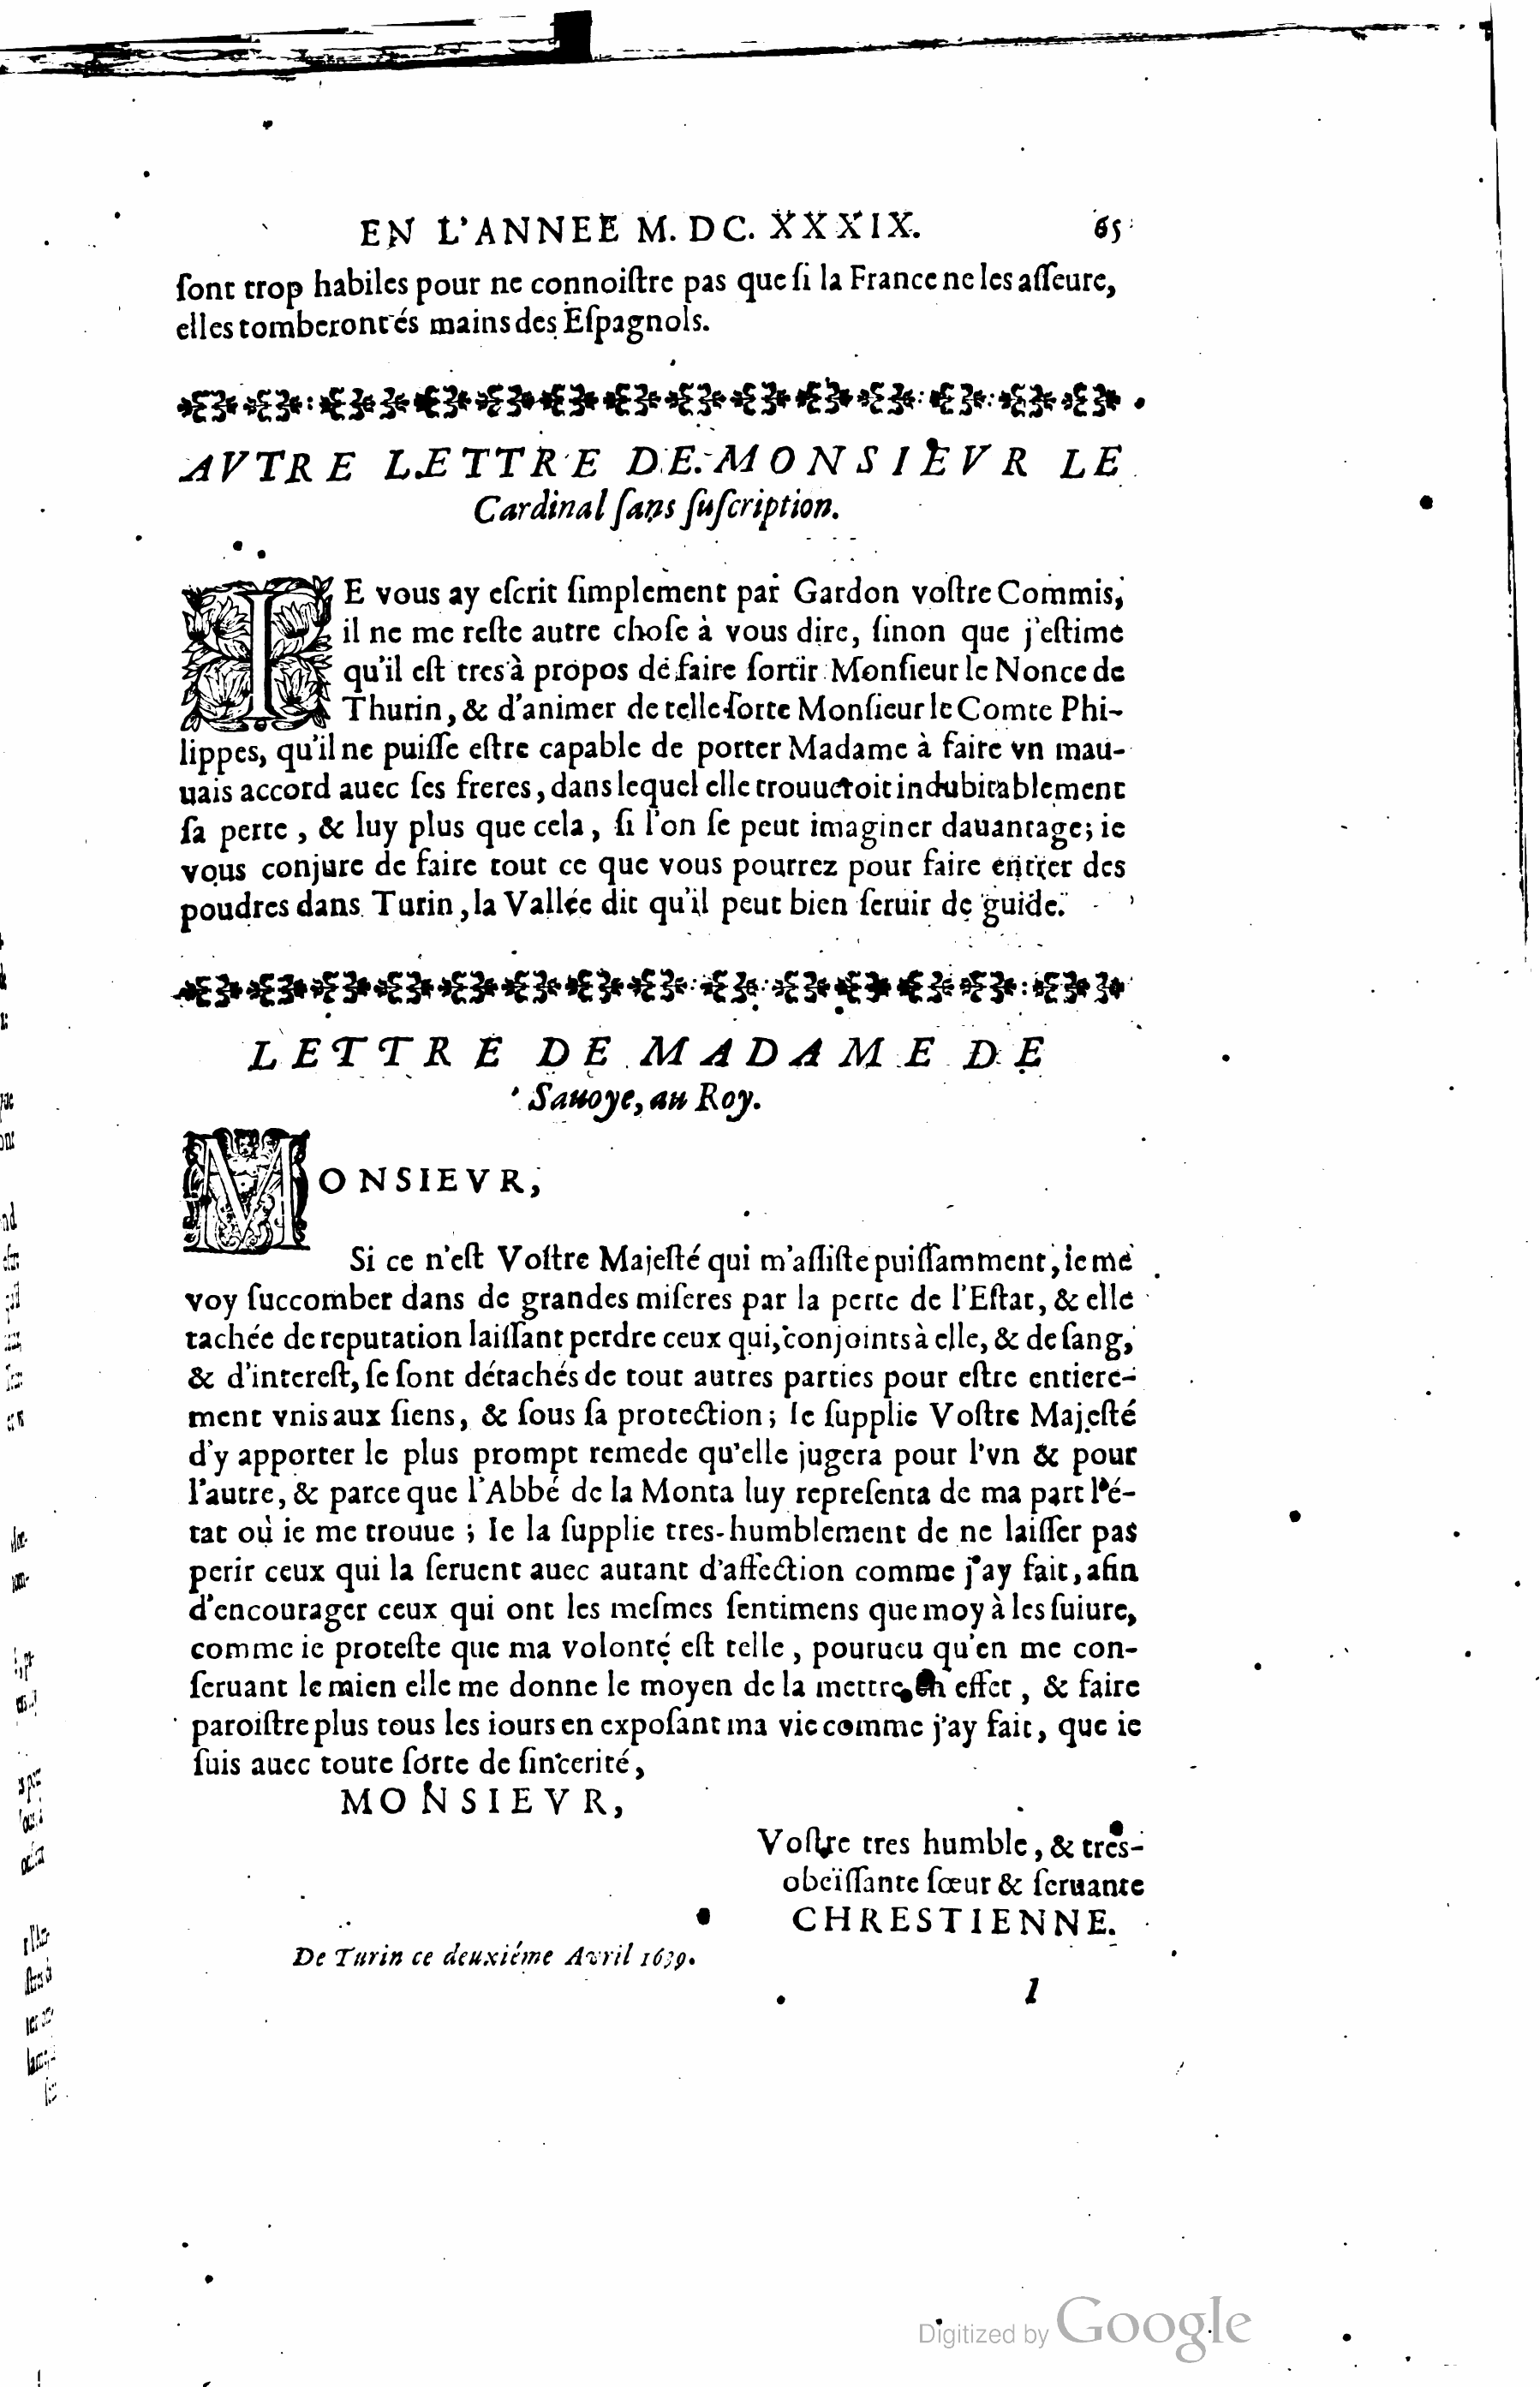 EN L'ANNEE M. DC. XXXIX. 65
ſont trop habiles pour ne connoiſtre pas que ſi la France ne les aſſeure,
elles tomberont és mains des Eſpagnols.
AVTRE LETTRE DE MONSIEVR LE
Cardinal ſans ſuſcription.
IE vous ay eſcrit ſimplement par Gardon voſtre Commis,
il ne me reſte autre choſe à vous dire, ſinon que j'eſtime
qu'il eſt tres à propos de faire ſortir Monſieur le Nonce de
Thurin, & d'animer de telle ſorte Monſieur le Comte Phi-
lippes, qu'il ne puiſſe eſtre capable de porter Madame à faire vn mau-
uais accord auec ſes freres, dans lequel elle trouueroit indubitablement
ſa perte, & luy plus que cela, ſi l'on ſe peut imaginer dauantage; ie
vous conjure de faire tout ce que vous pourrez pour faire entrer des
poudres dans Turin, la Vallée dit qu'il peut bien ſeruir de guide.
LETTRE DE MADAME DE
Sauoye, au Roy.
MONSIEVR,
Si ce n'eſt Voſtre Majeſté qui m'aſſiſte puiſſamment, ie me
voy ſuccomber dans de grandes miſeres par la perte de l'Eſtat, & elle
tachée de reputation laiſſant perdre ceux qui, conjoints à elle, & de ſang,
& d'intereſt, ſe ſont détachés de tout autres parties pour eſtre entiere-
ment vnis aux ſiens, & ſous ſa protection; Ie ſupplie Voſtre Majeſté
d'y apporter le plus prompt remede qu'elle jugera pour l'vn & pour
l'autre, & parce que l'Abbé de la Monta luy repreſenta de ma part l'é-
tat où ie me trouue ; Ie la ſupplie tres-humblement de ne laiſſer pas
perir ceux qui la ſeruent auec autant d'affection comme j'ay fait, afin
d'encourager ceux qui ont les meſmes ſentimens que moy à les ſuiure,
comme ie proteſte que ma volonté eſt telle, pourueu qu'en me con-
ſeruant le mien elle me donne le moyen de la mettre en effet, & faire
paroiſtre plus tous les iours en expoſant ma vie comme j'ay fait, que ie
ſuis auec toute ſorte de ſincerité,
MONSIEVR,
Voſtre tres humble, & tres-
obeïſſante ſœur & ſeruante
CHRESTIENNE.
De Turin ce deuxiéme Avril 1639.
I
Digitized by Google